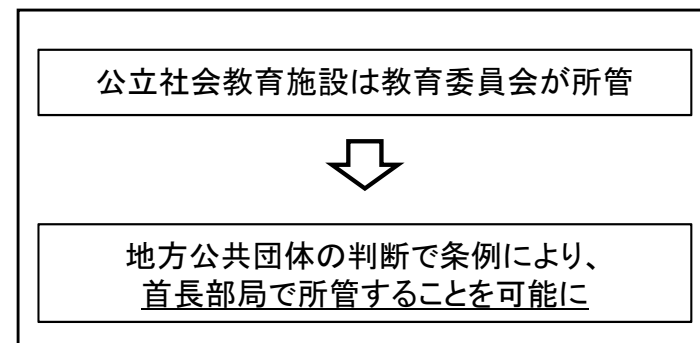 公立社会教育施設は教育委員会が所管
地方公共団体の判断で条例により、
首長部局で所管することを可能に